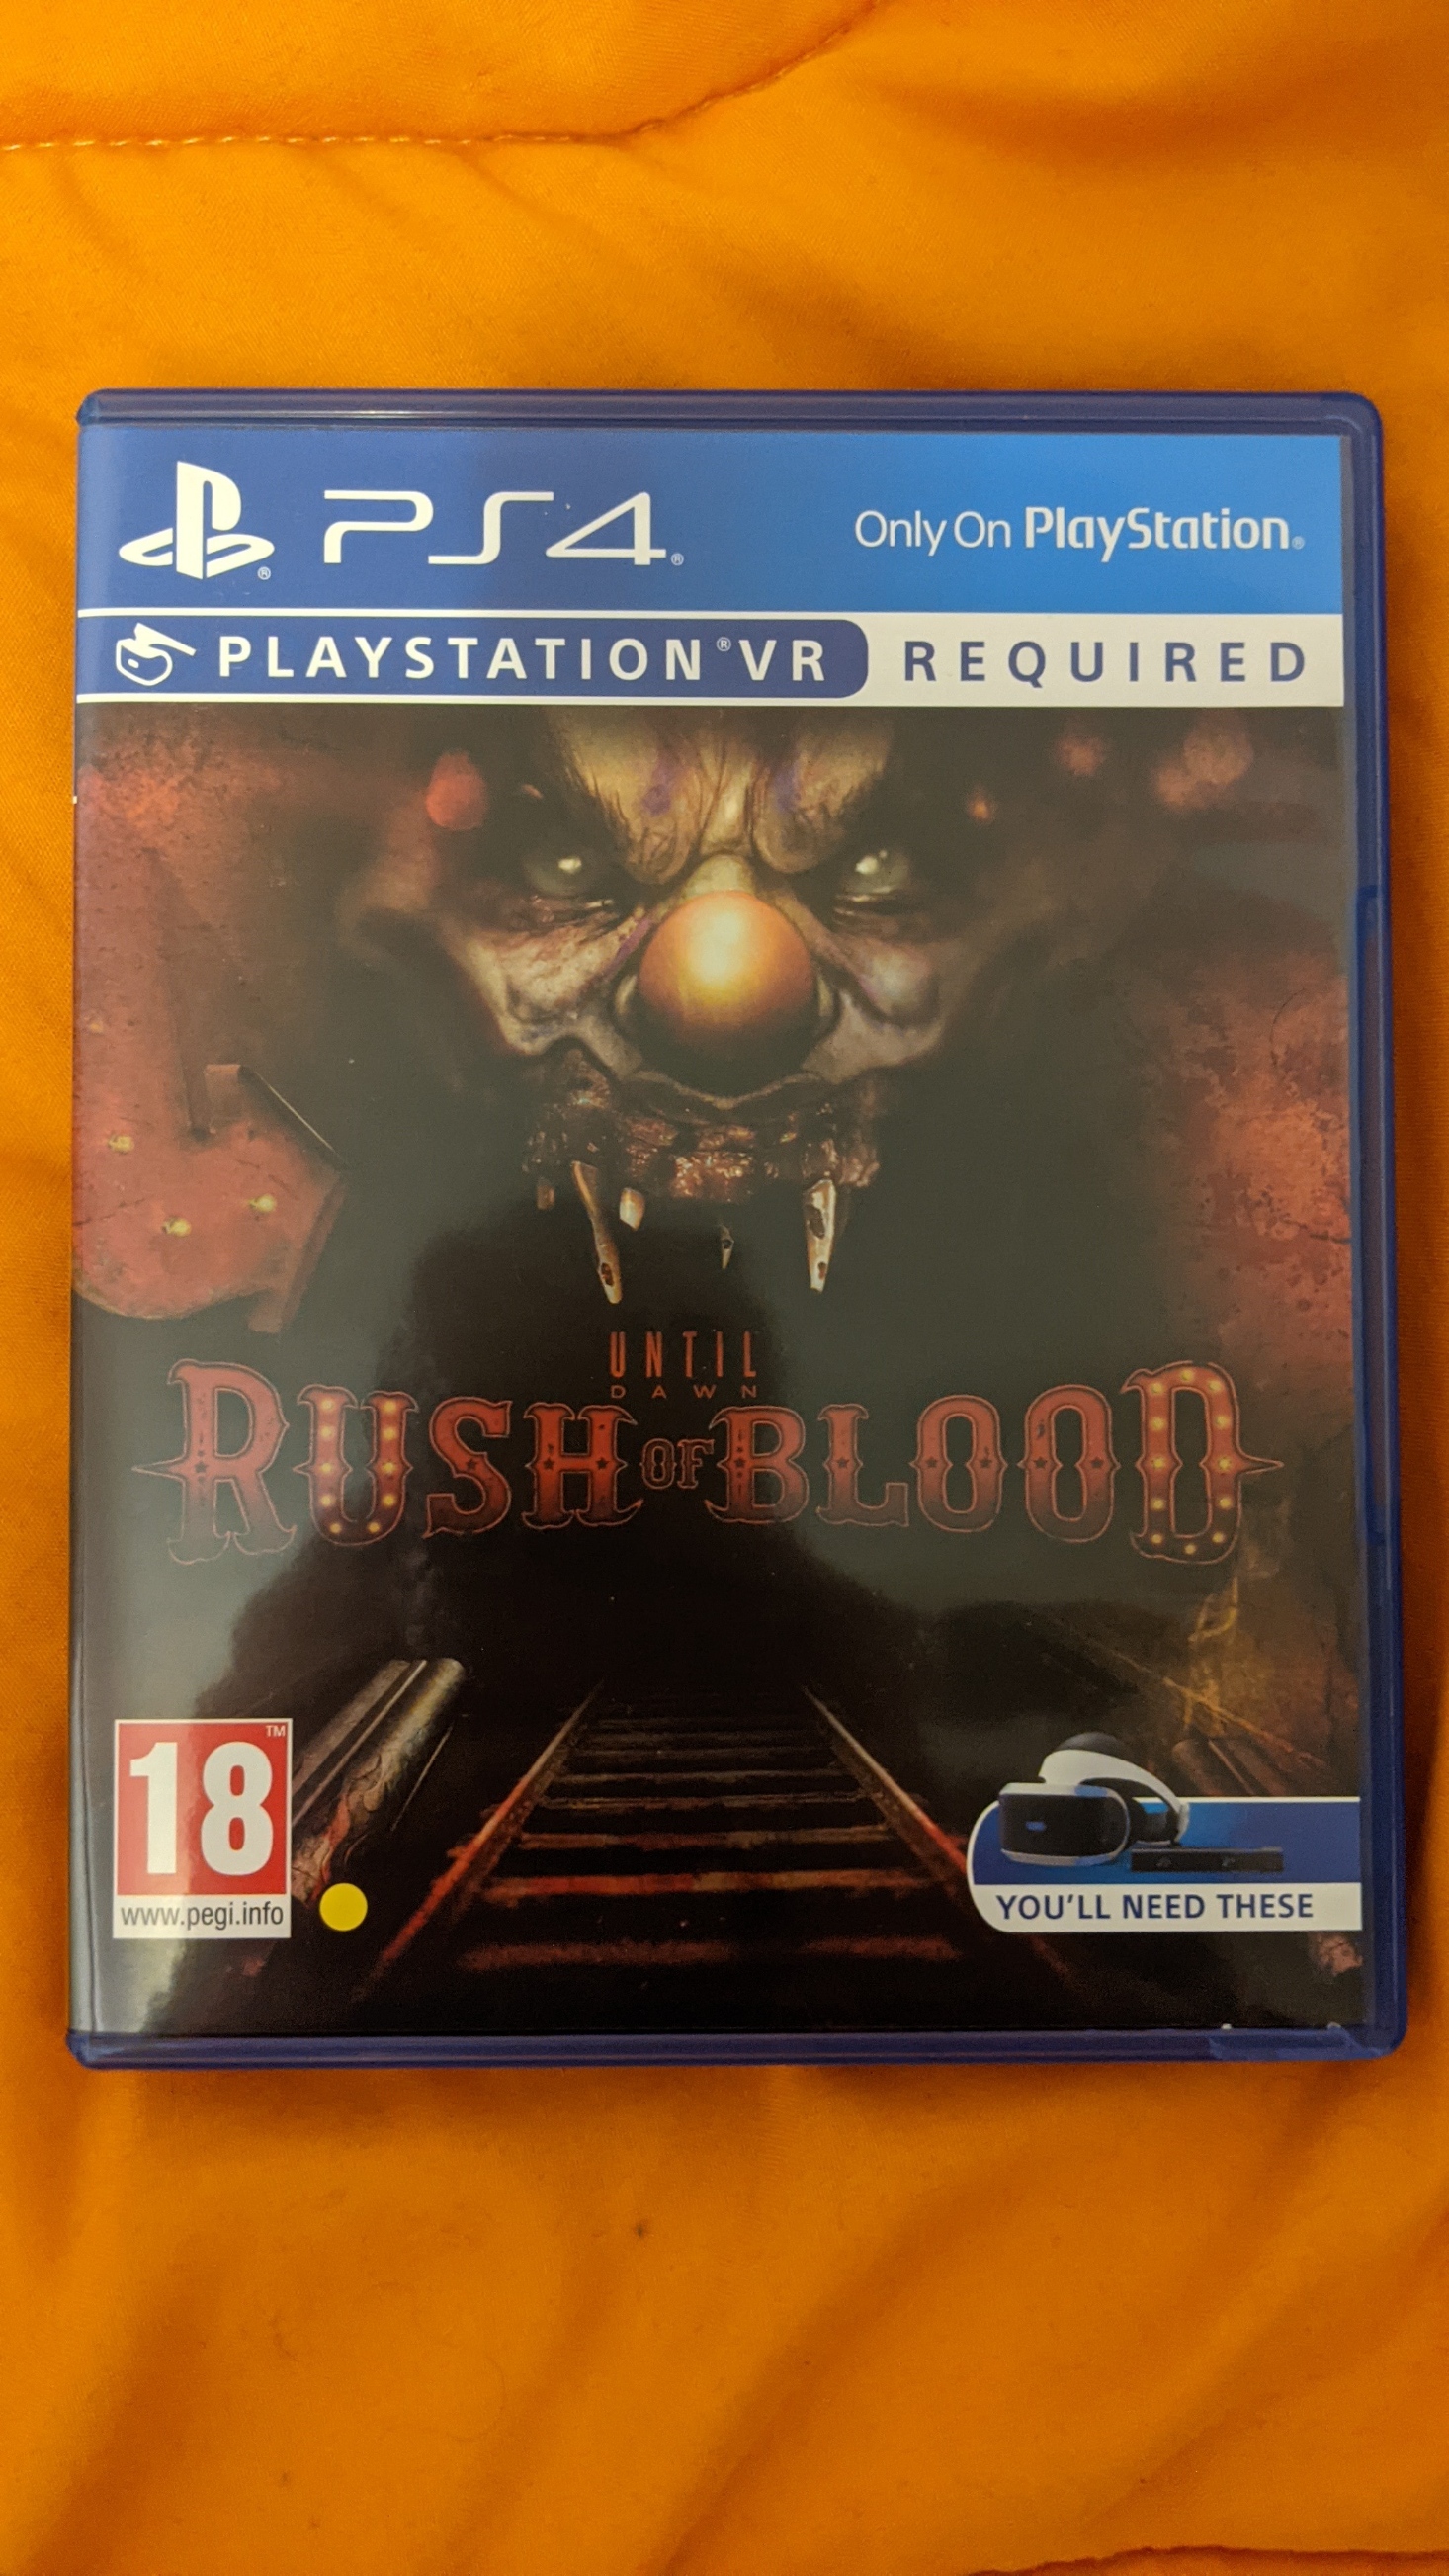 PS4® Only On PlayStation®
PLAYSTATION®VR REQUIRED
UNTIL
DAWN
RUSH OF BLOOD
18™
www.pegi.info
YOU'LL NEED THESE